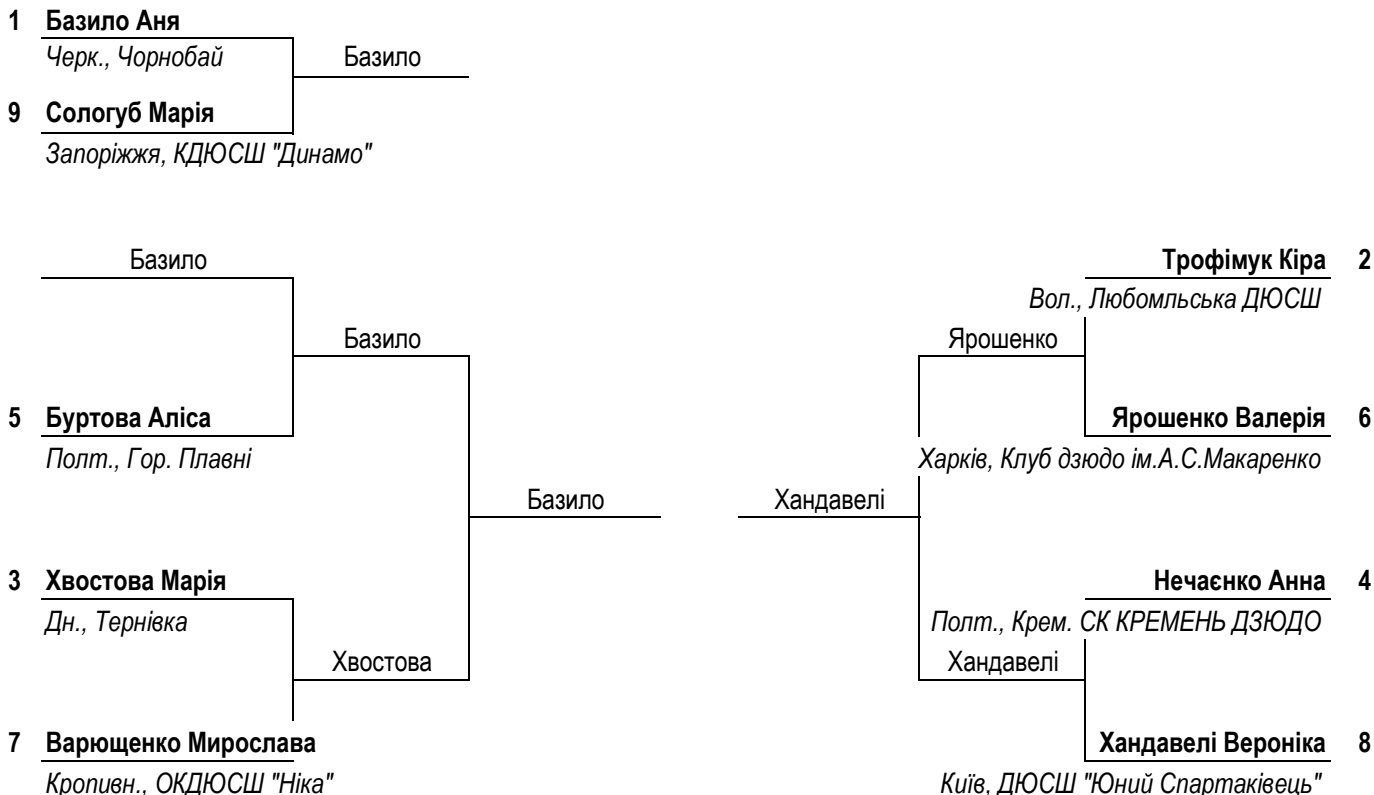 1 Базило Аня
Черк., Чорнобай
Базило
9 Сологуб Марія
Запоріжжя, КДЮСШ "Динамо"
Базило
Трофімук Кіра 2
Вол., Любомльська ДЮСШ
Базило
Ярошенко
5 Буртова Аліса
Ярошенко Валерія 6
Полт., Гор. Плавні
Харків, Клуб дзюдо ім.А.С.Макаренко
Базило
Хандавелі
3 Хвостова Марія
Нечаєнко Анна 4
Дн., Тернівка
Полт., Крем. СК КРЕМЕНЬ ДЗЮДО
Хвостова
Хандавелі
7 Варющенко Мирослава
Хандавелі Вероніка 8
Кропивн., ОКДЮСШ "Ніка"
Київ, ДЮСШ "Юний Спартаківець"